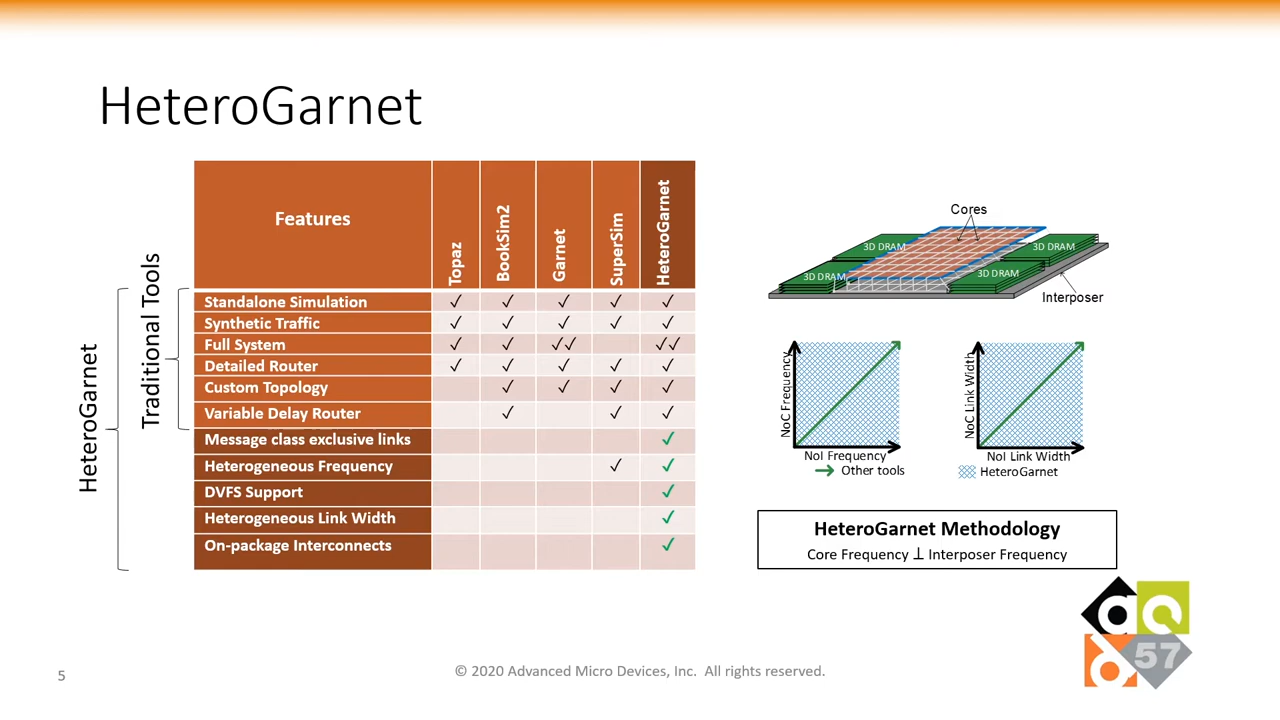 HeteroGarnet
Features
Topaz
BookSim2
Garnet
SuperSim
HeteroGarnet
HeteroGarnet
Traditional Tools
Standalone Simulation ✓ ✓ ✓ ✓ ✓
Synthetic Traffic ✓ ✓ ✓ ✓ ✓
Full System ✓ ✓ ✓✓ ✓✓
Detailed Router ✓ ✓ ✓ ✓ ✓
Custom Topology ✓ ✓ ✓ ✓
Variable Delay Router ✓ ✓ ✓
Message class exclusive links ✓
Heterogeneous Frequency ✓ ✓
DVFS Support ✓
Heterogeneous Link Width ✓
On-package Interconnects ✓
Cores
3D DRAM
3D DRAM
3D DRAM
3D DRAM
Interposer
NoC Frequency
NoI Frequency
Other tools
NoC Link Width
NoI Link Width
HeteroGarnet
HeteroGarnet Methodology
Core Frequency ⊥ Interposer Frequency
57
5
© 2020 Advanced Micro Devices, Inc. All rights reserved.